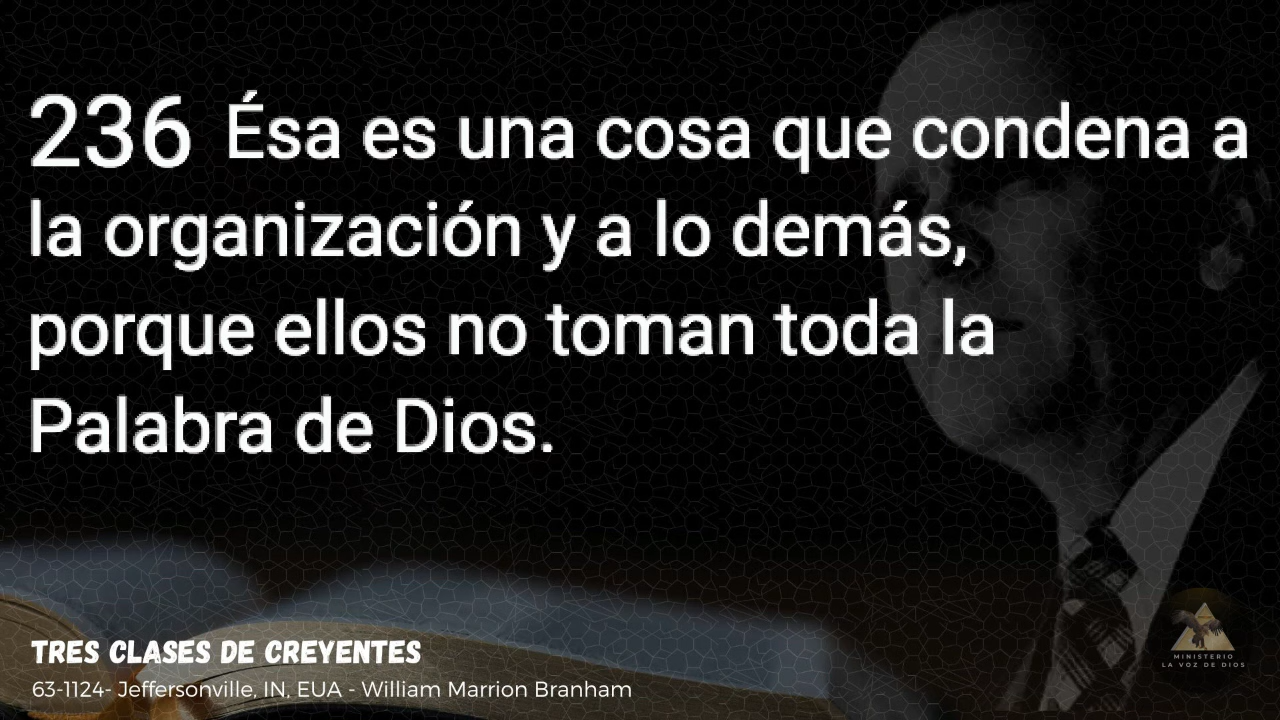 236 Ésa es una cosa que condena a
la organización y a lo demás,
porque ellos no toman toda la
Palabra de Dios.
TRES CLASES DE CREYENTES
63-1124- Jeffersonville, IN, EUA - William Marrion Branham
MINISTERIO
LA VOZ DE DIOS